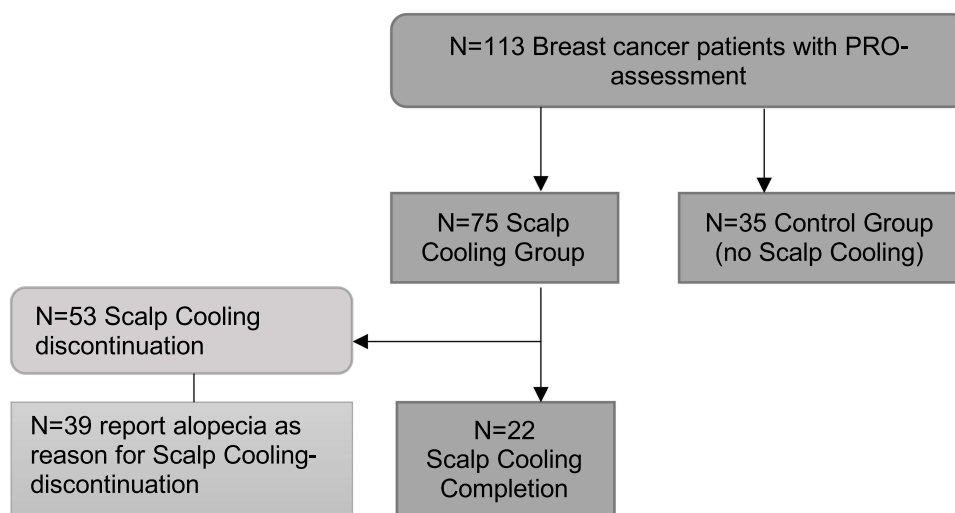 N=113 Breast cancer patients with PRO-
assessment
N=75 Scalp
Cooling Group
N=35 Control Group
(no Scalp Cooling)
N=53 Scalp Cooling
discontinuation
N=39 report alopecia as
reason for Scalp Cooling-
discontinuation
N=22
Scalp Cooling
Completion